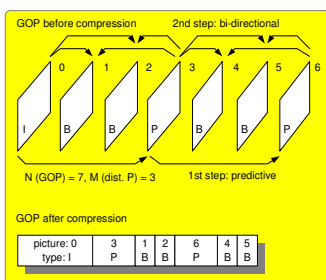 GOP before compression
2nd step: bi-directional
0 1 2 3 4 5 6
I B B P B B P
N (GOP) = 7, M (dist. P) = 3
1st step: predictive
GOP after compression
picture: 0 3 1 2 6 4 5
type: I P B B P B B